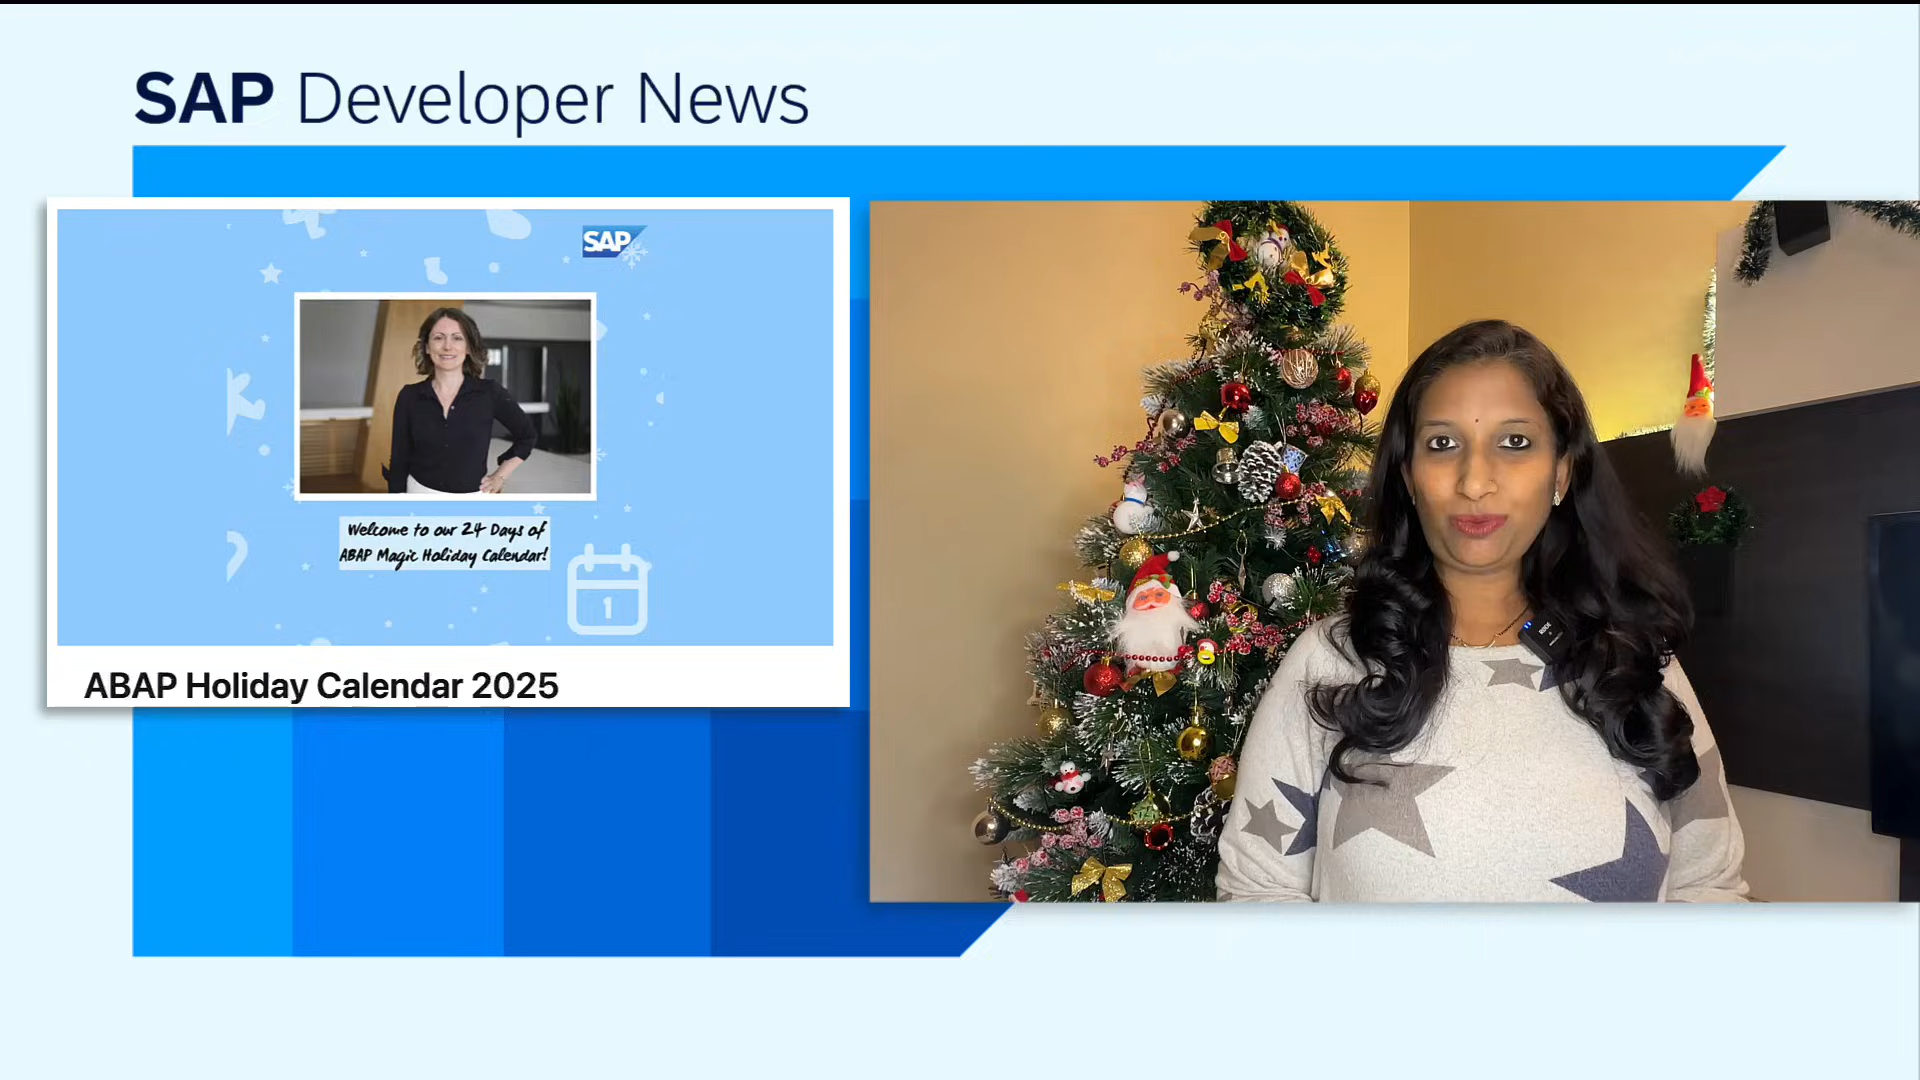 SAP Developer News
SAP
Welcome to our 24 Days of
ABAP Magic Holiday Calendar!
1
ABAP Holiday Calendar 2025
RØDE